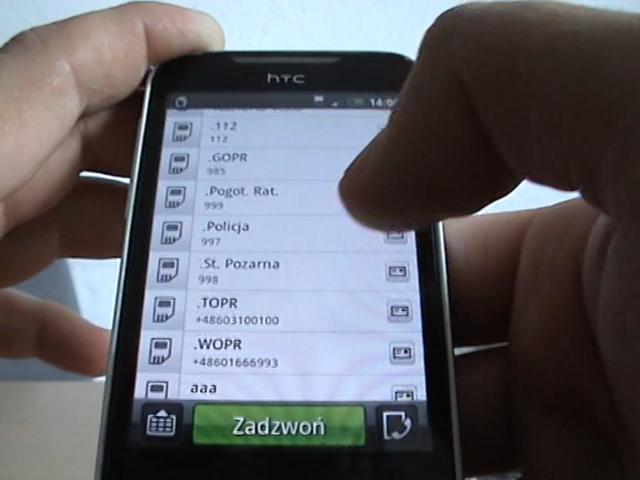 hTC
14:0
.112
112
.GOPR
985
.Pogot. Rat.
999
.Policja
997
.St. Pozarna
998
.TOPR
+48603100100
.WOPR
+48601666993
aaa
Zadzwoń